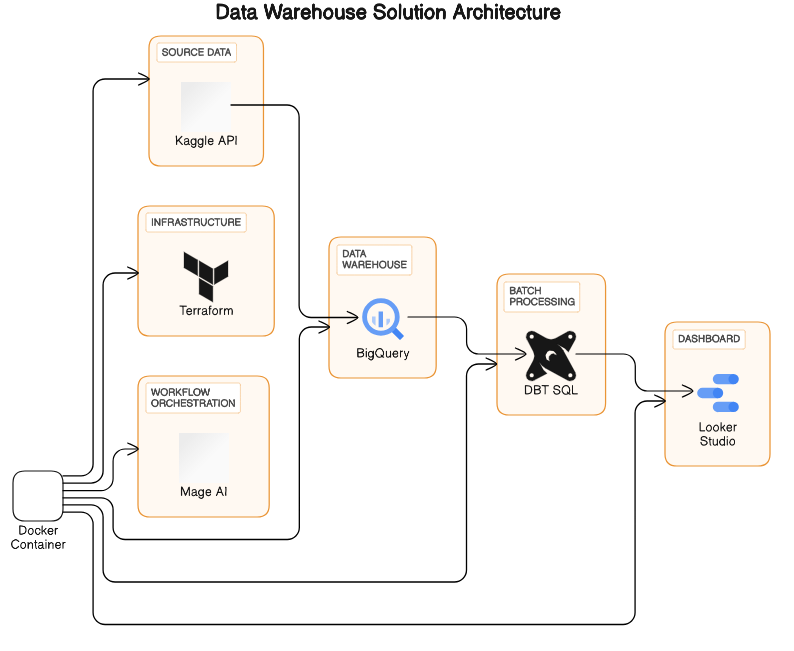 Data Warehouse Solution Architecture
SOURCE DATA
Kaggle API
INFRASTRUCTURE
Terraform
WORKFLOW
ORCHESTRATION
Mage AI
Docker
Container
DATA
WAREHOUSE
BigQuery
BATCH
PROCESSING
DBT SQL
DASHBOARD
Looker
Studio